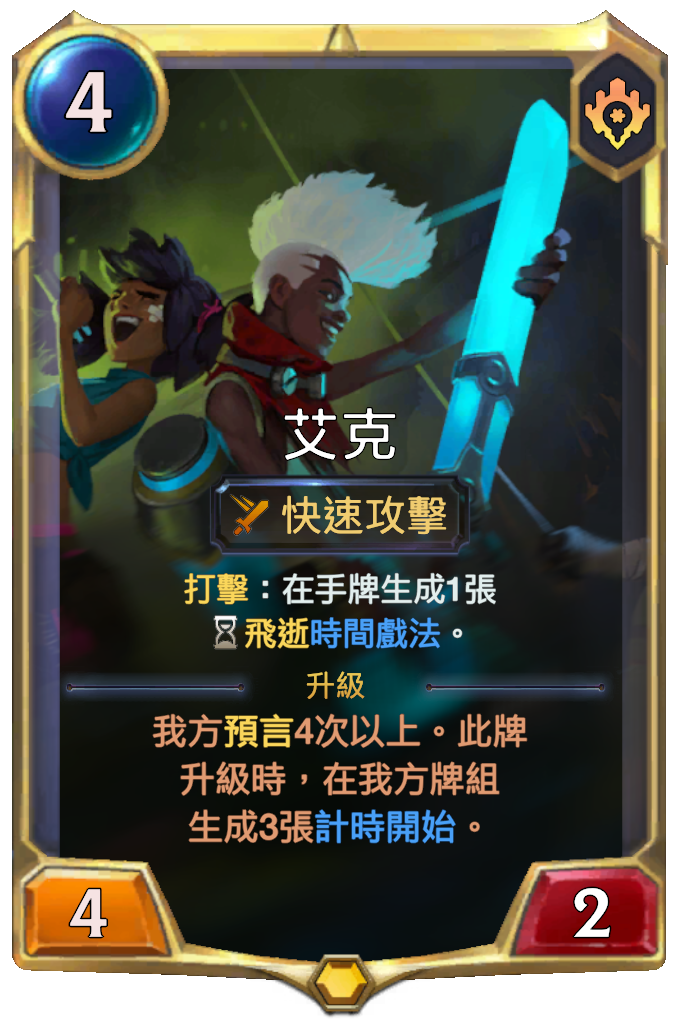 4
艾克
快速攻擊
打擊：在手牌生成1張
飛逝時間戲法。
升級
我方預言4次以上。此牌
升級時，在我方牌組
生成3張計時開始。
4
2